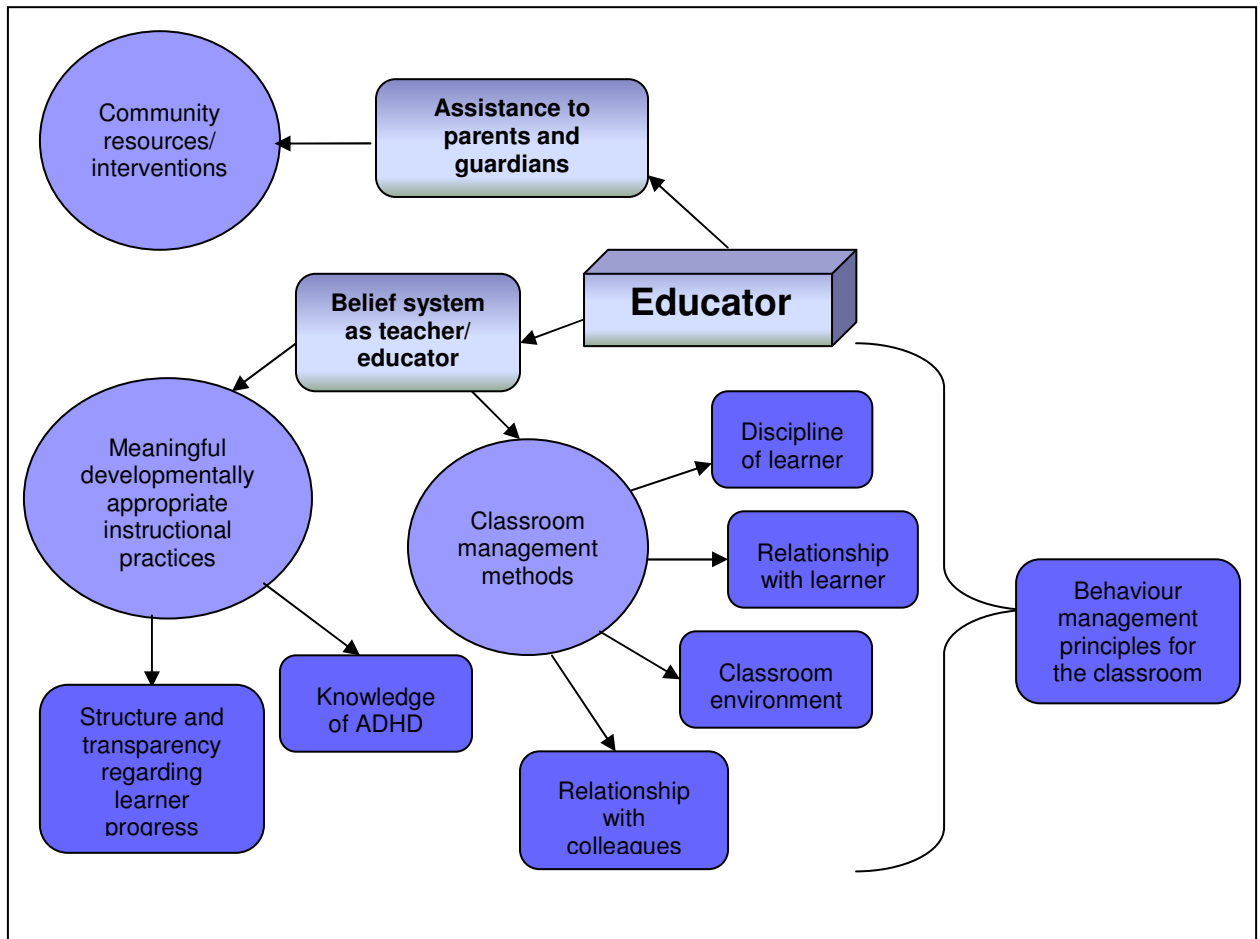 Community
resources/
interventions
Assistance to
parents and
guardians
Educator
Belief system
as teacher/
educator
Meaningful
developmentally
appropriate
instructional
practices
Classroom
management
methods
Discipline
of learner
Relationship
with learner
Classroom
environment
Relationship
with
colleagues
Knowledge
of ADHD
Structure and
transparency
regarding
learner
progress
Behaviour
management
principles for
the classroom